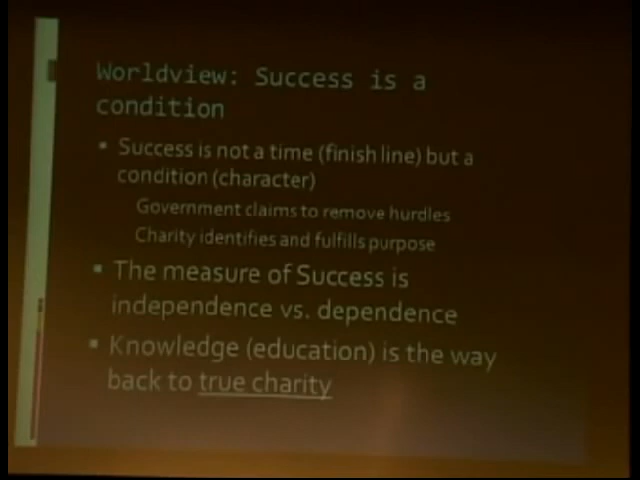 Worldview: Success is a
condition
▪ Success is not a time (finish line) but a
condition (character)
Government claims to remove hurdles
Charity identifies and fulfills purpose
▪ The measure of Success is
independence vs. dependence
▪ Knowledge (education) is the way
back to true charity